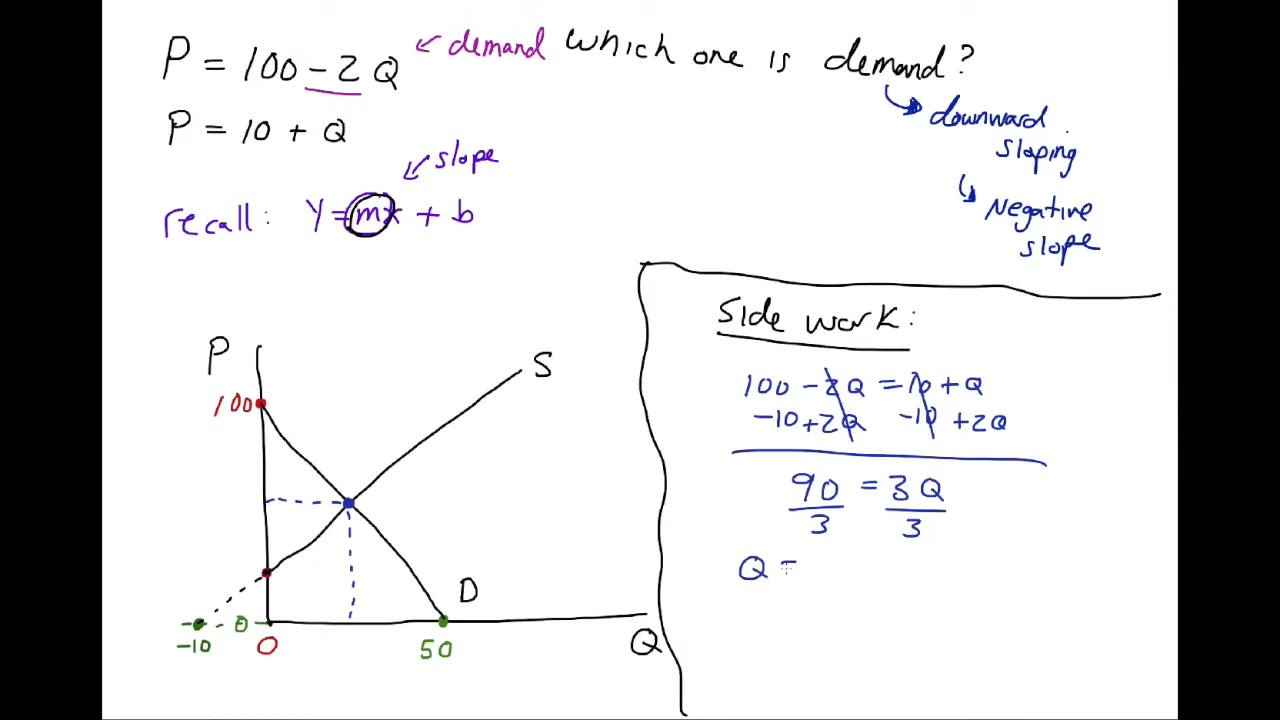 P = 100 - 2Q ↙ demand which one is demand?
downward
sloping
P = 10 + Q
↙ slope
Negative
slope
recall: Y = mx + b
Side work:
100 - 2Q = 10 + Q
-10 + 2Q -10 + 2Q
90 = 3Q
3 3
Q =
P
100
S
D
-10
0
0
50
Q